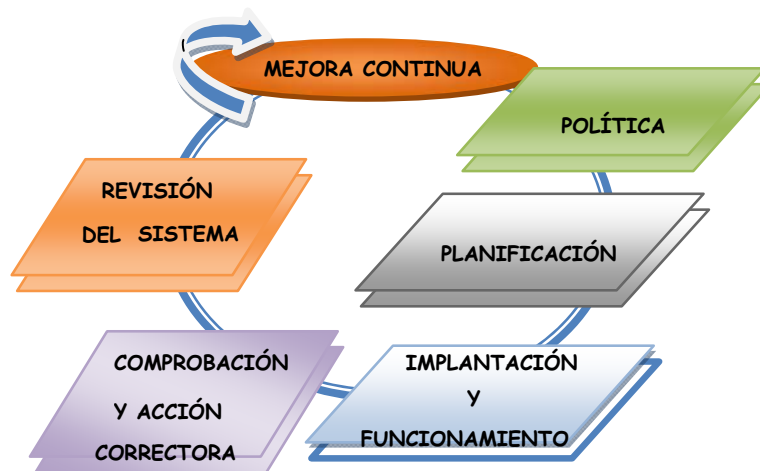 MEJORA CONTINUA
POLÍTICA
PLANIFICACIÓN
IMPLANTACIÓN
Y
FUNCIONAMIENTO
COMPROBACIÓN
Y ACCIÓN
CORRECTORA
REVISIÓN
DEL SISTEMA